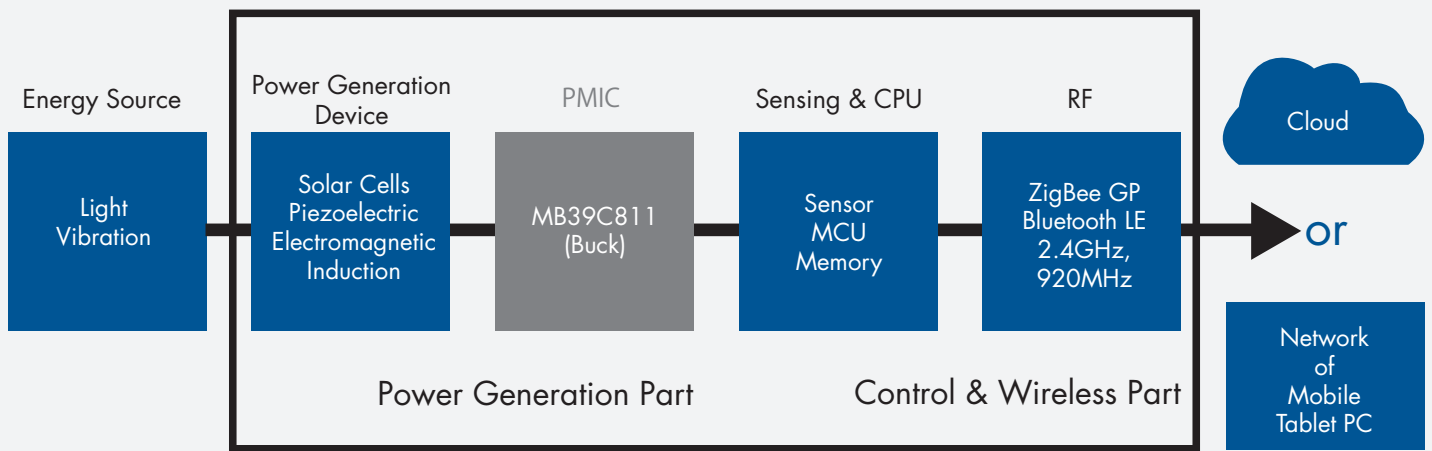 Energy Source
Light
Vibration
Power Generation
Device
Solar Cells
Piezoelectric
Electromagnetic
Induction
PMIC
MB39C811
(Buck)
Sensing & CPU
Sensor
MCU
Memory
RF
ZigBee GP
Bluetooth LE
2.4GHz,
920MHz
Power Generation Part
Control & Wireless Part
Cloud
or
Network
of
Mobile
Tablet PC